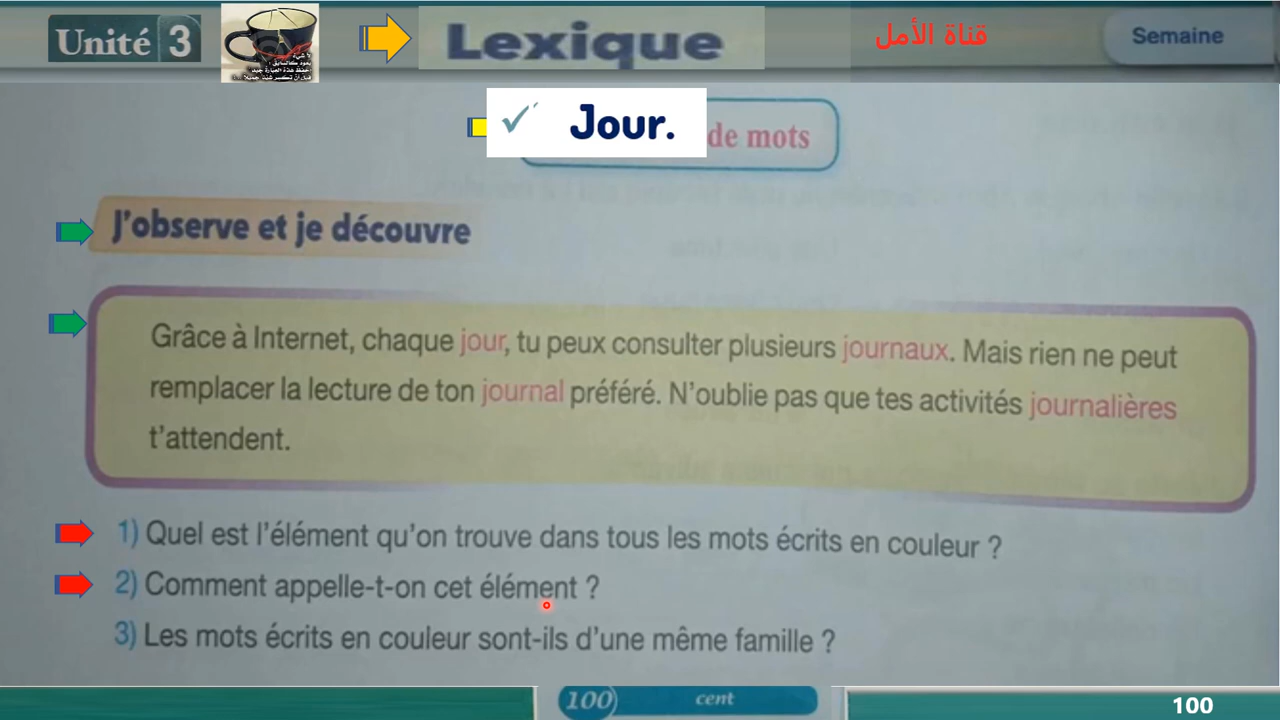 Unité 3
Lexique
قناة الأمل
Semaine
Jour.
de mots
J'observe et je découvre
Grâce à Internet, chaque jour, tu peux consulter plusieurs journaux. Mais rien ne peut
remplacer la lecture de ton journal préféré. N'oublie pas que tes activités journalières
t'attendent.
1) Quel est l'élément qu'on trouve dans tous les mots écrits en couleur ?
2) Comment appelle-t-on cet élément ?
3) Les mots écrits en couleur sont-ils d'une même famille ?
100 cent
100